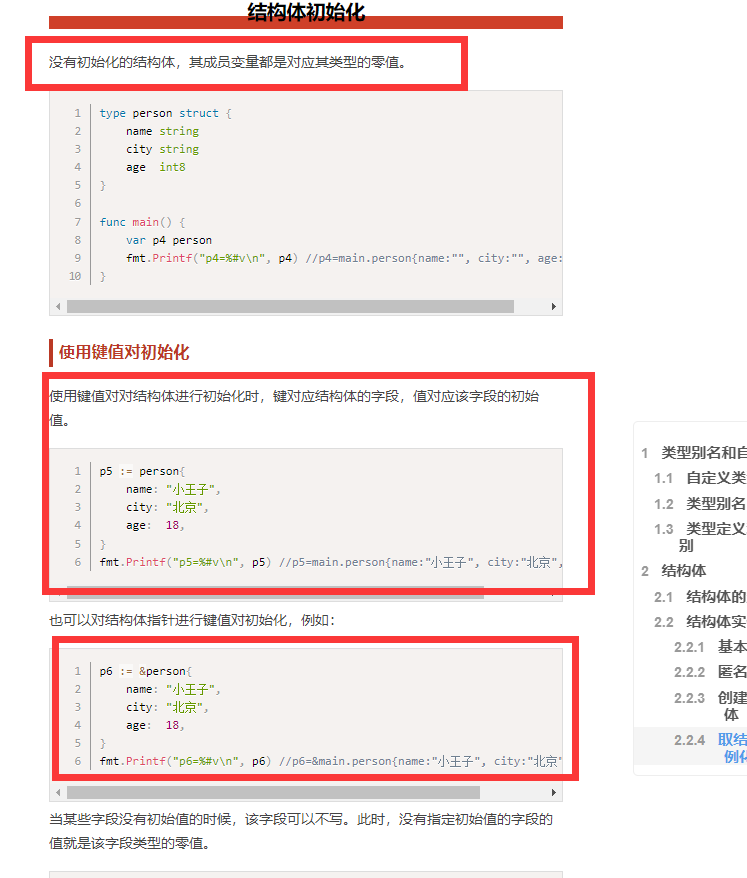 结构体初始化
没有初始化的结构体，其成员变量都是对应其类型的零值。
1 type person struct {
2     name string
3     city string
4     age  int8
5 }
6
7 func main() {
8     var p4 person
9     fmt.Printf("p4=%#v\n", p4) //p4=main.person{name:"", city:"", age:
10 }
使用键值对初始化
使用键值对对结构体进行初始化时，键对应结构体的字段，值对应该字段的初始
值。
1 p5 := person{
2     name: "小王子",
3     city: "北京",
4     age:  18,
5 }
6 fmt.Printf("p5=%#v\n", p5) //p5=main.person{name:"小王子", city:"北京",
也可以对结构体指针进行键值对初始化，例如：
1 p6 := &person{
2     name: "小王子",
3     city: "北京",
4     age:  18,
5 }
6 fmt.Printf("p6=%#v\n", p6) //p6=&main.person{name:"小王子", city:"北京"
当某些字段没有初始值的时候，该字段可以不写。此时，没有指定初始值的字段的
值就是该字段类型的零值。
1 类型别名和自
1.1 自定义类
1.2 类型别名
1.3 类型定义
别
2 结构体
2.1 结构体的
2.2 结构体实
2.2.1 基本
2.2.2 匿名
2.2.3 创建
体
2.2.4 取结
例化